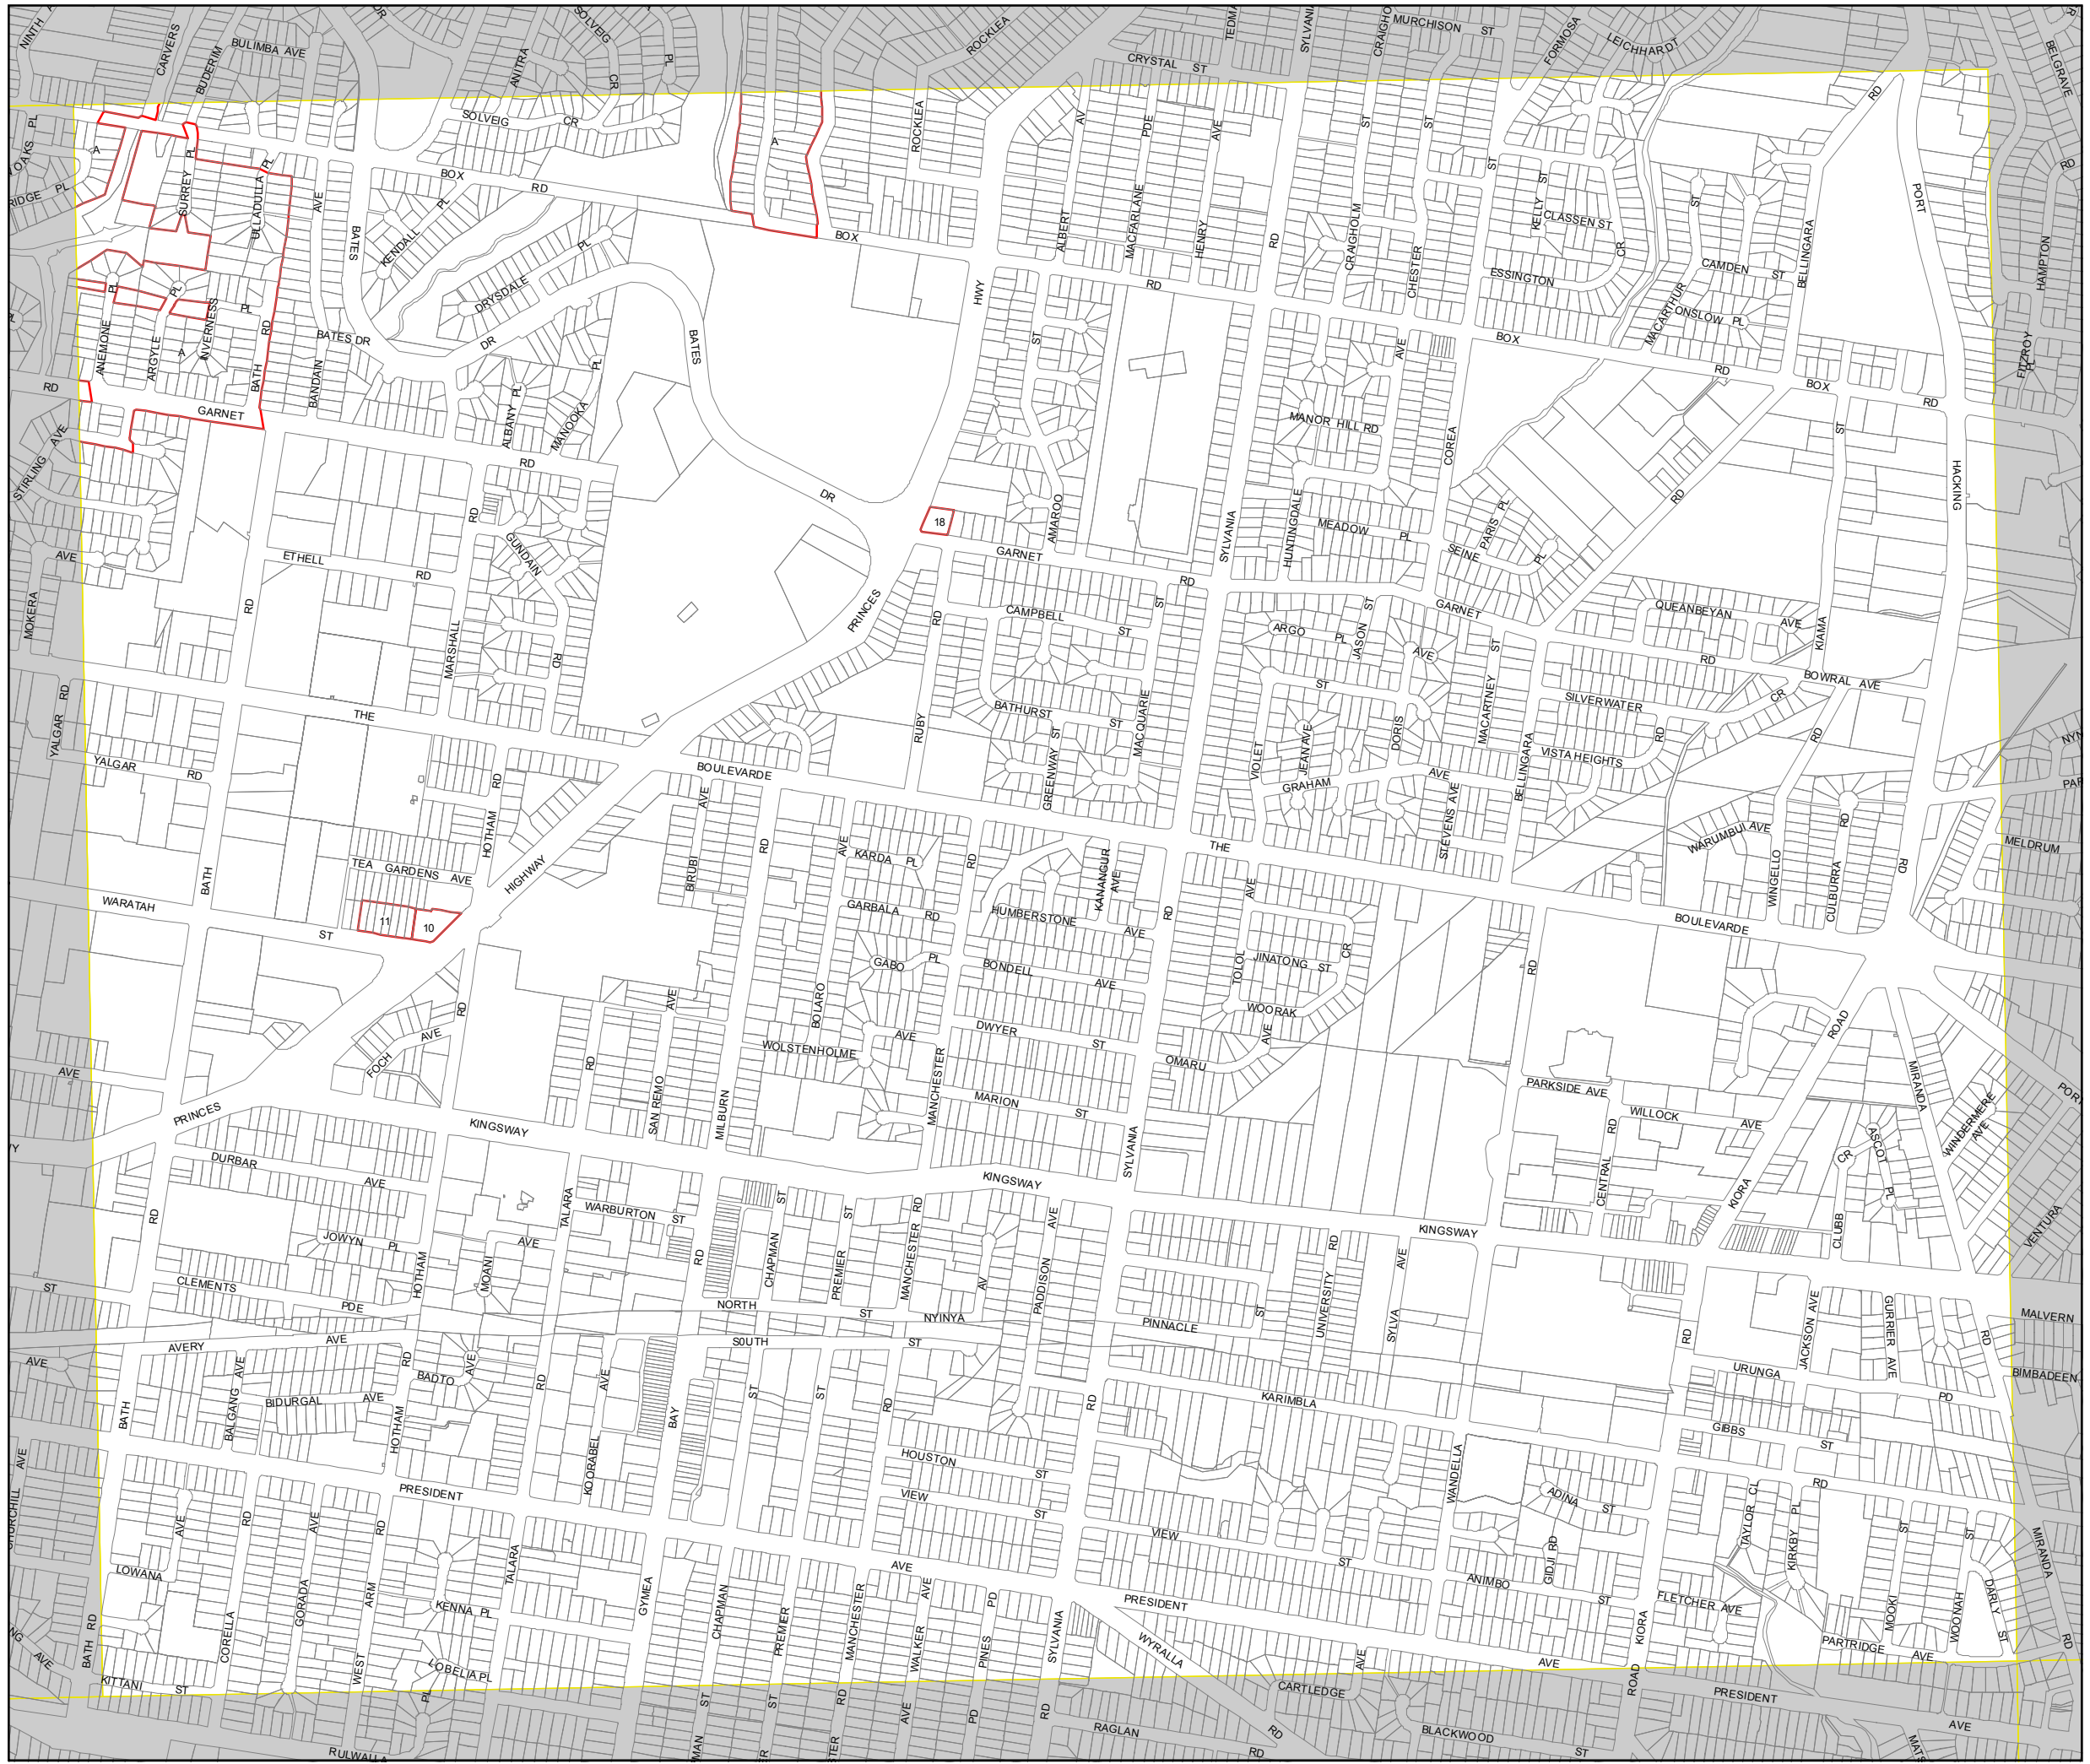 NINTH
CARVERS
BUDERIM
BULIMBA AVE
ANITRA
SOLVEIG
CR
PL
ROCKLEA
CRYSTAL ST
SYLVANI
CRAIGHO
MURCHISON ST
FORMOSA
LEICHHARDT
BELGRAVE
RD
SOLVEIG CR
ROCKLEA
AV
PDE
AVE
ST
ST
ST
RD
PORT
OAKS PL
RIDGE PL
A
SURREY PL
ULLADULLA PL
AVE
BATES
BOX RD
KENDALL PL
A
BOX
ALBERT
MACFARLANE
HENRY
RD
CRAIGHOLM
CHESTER
KELLY ST
CLASSEN ST
CR
ST
BELLINGARA
HAMPTON
RD
ESSINGTON
CAMDEN ST
MACARTHUR
ONSLOW PL
DRYSDALE PL
HWY
RD
PL
PL
PL
ANEMONE
ARGYLE
A
INVERNESS
RD
BATH
BATES DR
BANDAIN
DR
BATES
ST
AVE
BOX
RD
BOX
RD
FITZROY PL
RD
GARNET
ALBANY PL
MANOOKA PL
MANOR HILL RD
COREA
ST
HACKING
STIRLING AVE
RD
RD
DR
18
AMAROO
SYLVANIA
HUNTINGDALE
MEADOW PL
PARIS PL
SEINE PL
RD
AVE
ETHELL RD
GUNDAIN
GARNET
RD
MOKERA
RD
MARSHALL
RD
PRINCES
RD
CAMPBELL ST
ST
ARGO PL
JASON ST
GARNET
AVE
ST
QUEANBEYAN AVE
KIAMA
RD
BOWRAL AVE
YALGAR RD
THE
BATHURST ST
MACQUARIE
ST
SILVERWATER
CR
YALGAR RD
RUBY
GREENWAY ST
VIOLET
JEAN AVE
DORIS
MACARTNEY
BELLINGARA
VISTA HEIGHTS RD
RD
RD
BOULEVARDE
GRAHAM AVE
HOTHAM
AVE
STEVENS AVE
WARUMBUI AVE
RD
RD
MELDRUM
BATH
TEA GARDENS AVE
HIGHWAY
BIRUBI
RD
AVE
KARDA PL
RD
KANANGUR AVE
THE
WINGELLO
CULBURRA
WARATAH ST
11
10
GARBALA RD
HUMBERSTONE AVE
RD
AVE
BOULEVARDE
GABO PL
BONDELL AVE
TOLOL
JINATONG ST
CR
RD
AVE
RD
BOLARO
WOORAK
AVE
FOCH AVE
RD
WOLSTENHOLME AVE
DWYER ST
OMARU
AVE
ROAD
MIRANDA
PARKSIDE AVE
WILLOCK AVE
WINDERMERE AVE
PRINCES
KINGSWAY
SAN REMO
MILBURN
MANCHESTER
MARION ST
SYLVANIA
RD
CENTRAL
CR
ASCOT PL
DURBAR AVE
KINGSWAY
KIORA
CLUBB
VENTURA
RD
JOWYN PL
TALARA
WARBURTON ST
AVE
RD
ST
CHAPMAN
ST
PREMIER
RD
MANCHESTER
AV
AVE
PADDISON
KINGSWAY
RD
UNIVERSITY
AVE
SYLVA
ST
CLEMENTS PDE
HOTHAM
MOANI
NORTH ST
NYINYA
ST
PINNACLE
MALVERN
AVE
AVERY AVE
SOUTH ST
RD
JACKSON AVE
GURRIER AVE
RD
BADTO AVE
RD
AVE
URUNGA PD
BIMBADEEN
BATH
BALGANG AVE
BIDURGAL AVE
HOTHAM
RD
KOORABEL
BAY
ST
ST
RD
RD
KARIMBLA
GIBBS ST
AVE
PRESIDENT
HOUSTON ST
WANDELLA
RD
ADINA ST
VIEW ST
VIEW ST
TAYLOR CL
KIRKBY PL
ST
ST
AVE
RD
AVE
RD
LOWANA
TALARA
AVE
GIDJI RD
ANIMBO ST
MIRANDA
RD
CORELLA
GORADA
WEST
ARM
KENNA PL
GYMEA
CHAPMAN
PREMIER
MANCHESTER
WALKER AVE
PINES PD
SYLVANIA
PRESIDENT AVE
KIORA
FLETCHER AVE
MOOKI
WOONAH
DARLY ST
BATH RD
AVE
KITTANI ST
LOBELIA PL
PL
WYRALLA RD
AVE
PARTRIDGE AVE
CARTLEDGE
ROAD
PRESIDENT AVE
RULWALLA
ST
ST
RD
AVE
PD
RD
RAGLAN RD
BLACKWOOD ST